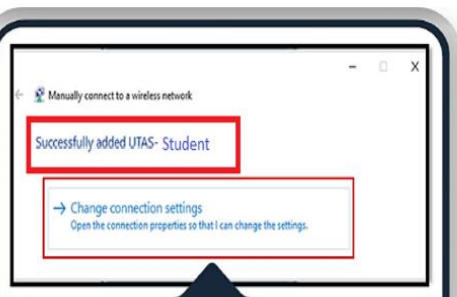 Manually connect to a wireless network
Successfully added UTAS- Student
→ Change connection settings
Open the connection properties so that I can change the settings.